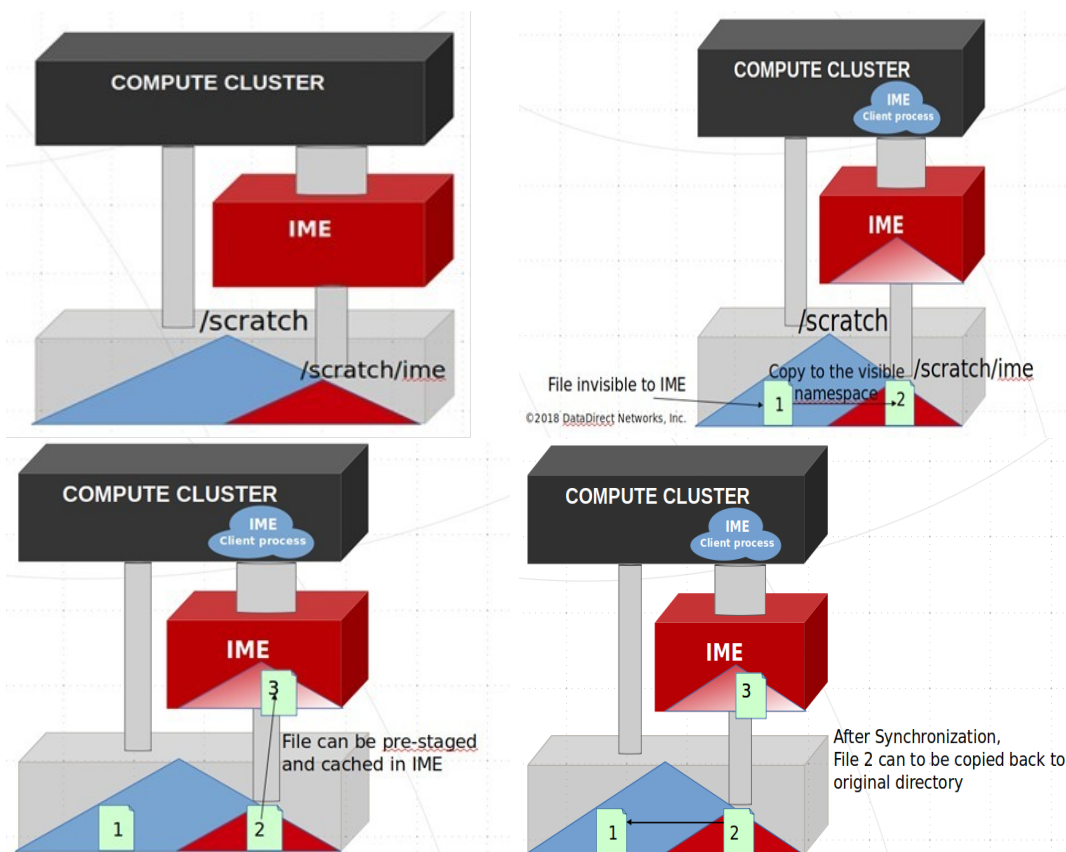 COMPUTE CLUSTER
IME
/scratch
/scratch/ime
COMPUTE CLUSTER
IME
Client process
IME
/scratch
/scratch/ime
File invisible to IME
Copy to the visible
namespace
1
2
©2018 DataDirect Networks, Inc.
COMPUTE CLUSTER
IME
Client process
IME
3
File can be pre-staged
and cached in IME
1
2
COMPUTE CLUSTER
IME
Client process
IME
3
After Synchronization,
File 2 can to be copied back to
original directory
1
2